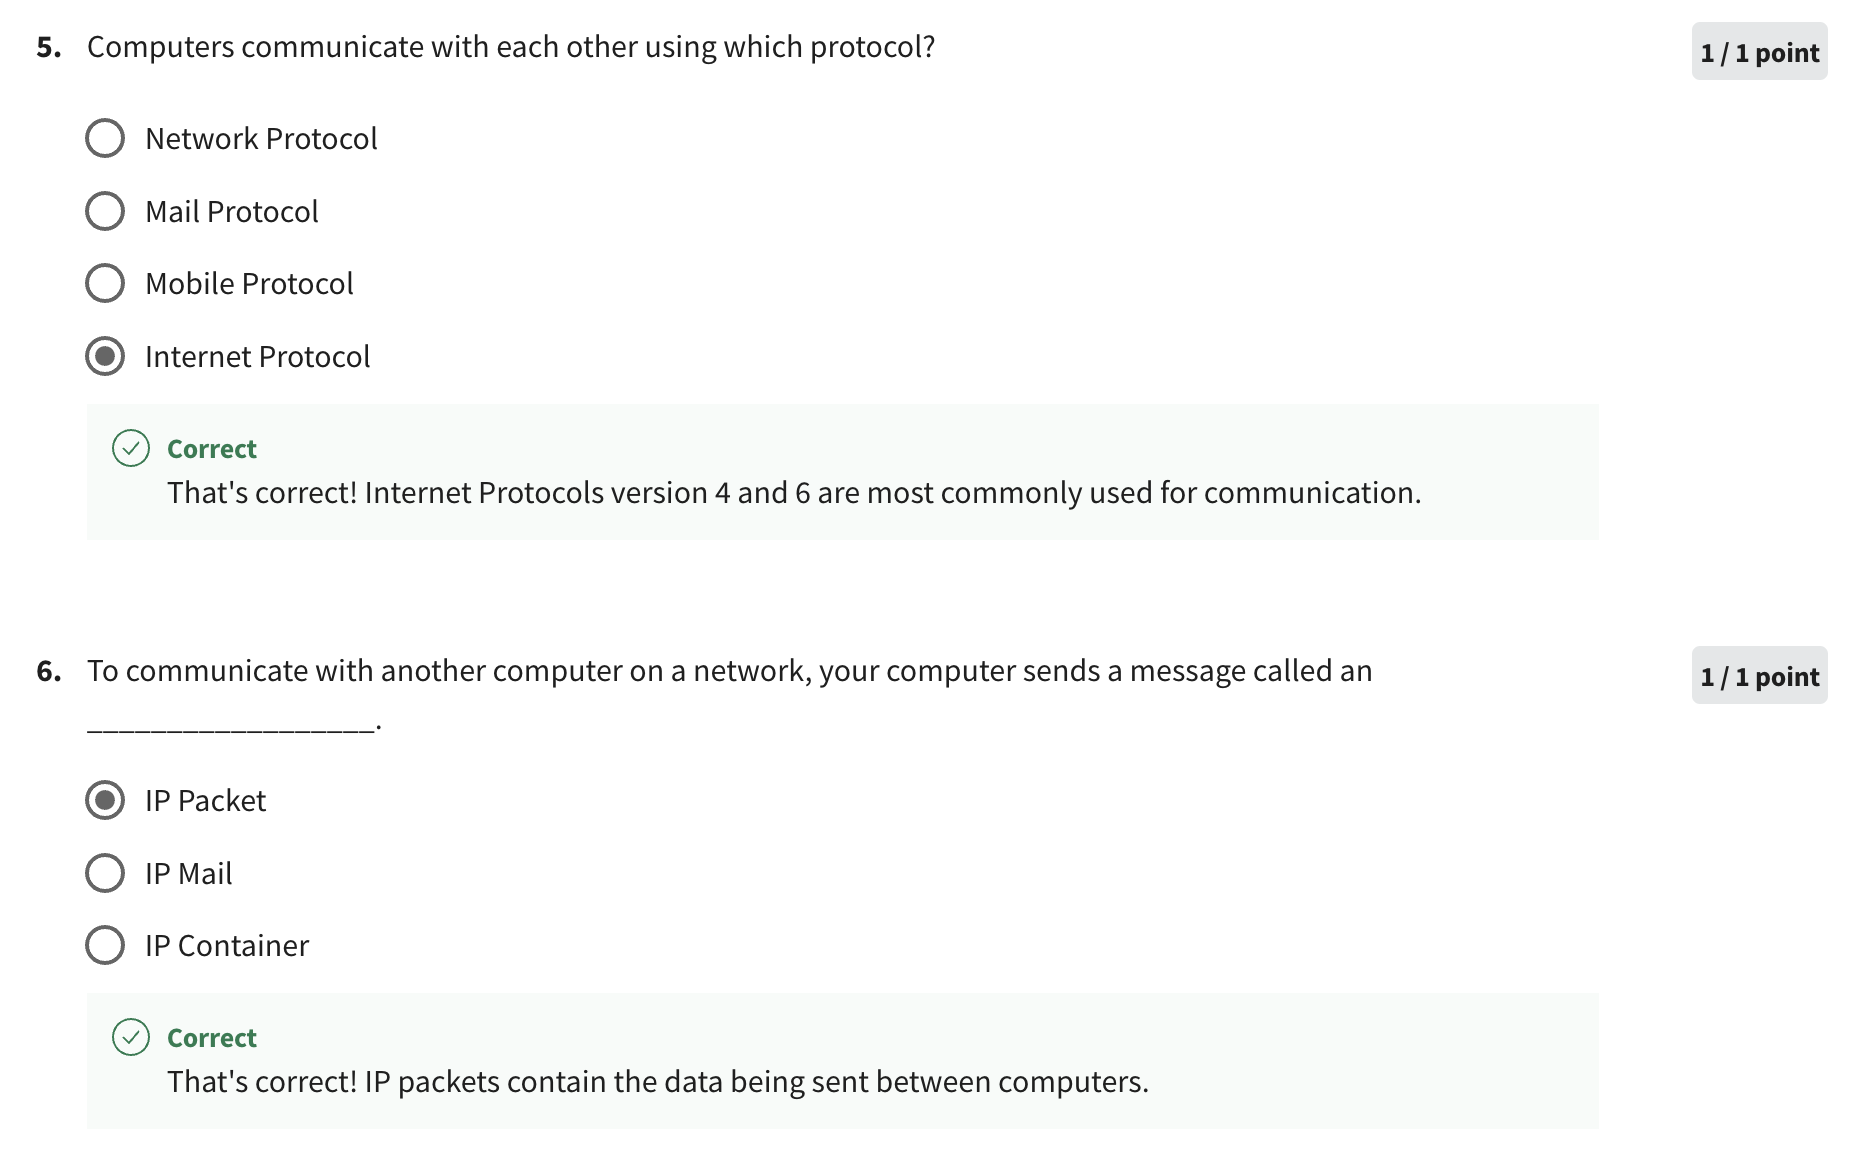 5. Computers communicate with each other using which protocol?
1 / 1 point
Network Protocol
Mail Protocol
Mobile Protocol
Internet Protocol
Correct
That's correct! Internet Protocols version 4 and 6 are most commonly used for communication.
6. To communicate with another computer on a network, your computer sends a message called an
1 / 1 point
__________________.
IP Packet
IP Mail
IP Container
Correct
That's correct! IP packets contain the data being sent between computers.